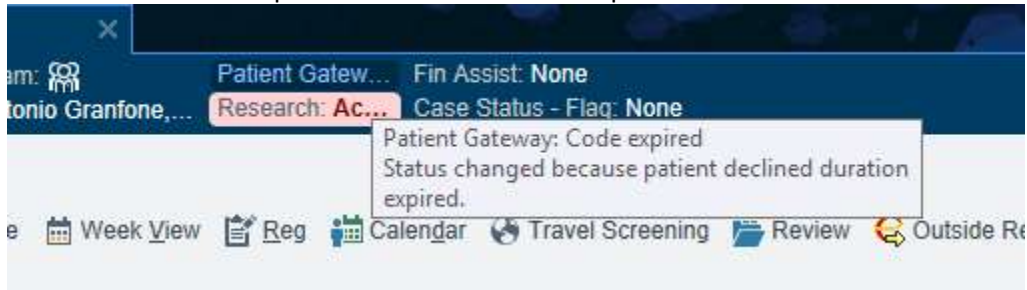 am: Patient Gatew... Fin Assist: None
tonio Granfone,... Research: Ac... Case Status - Flag: None
Patient Gateway: Code expired
Status changed because patient declined duration
expired.
e Week View Reg Calendar Travel Screening Review Outside Re